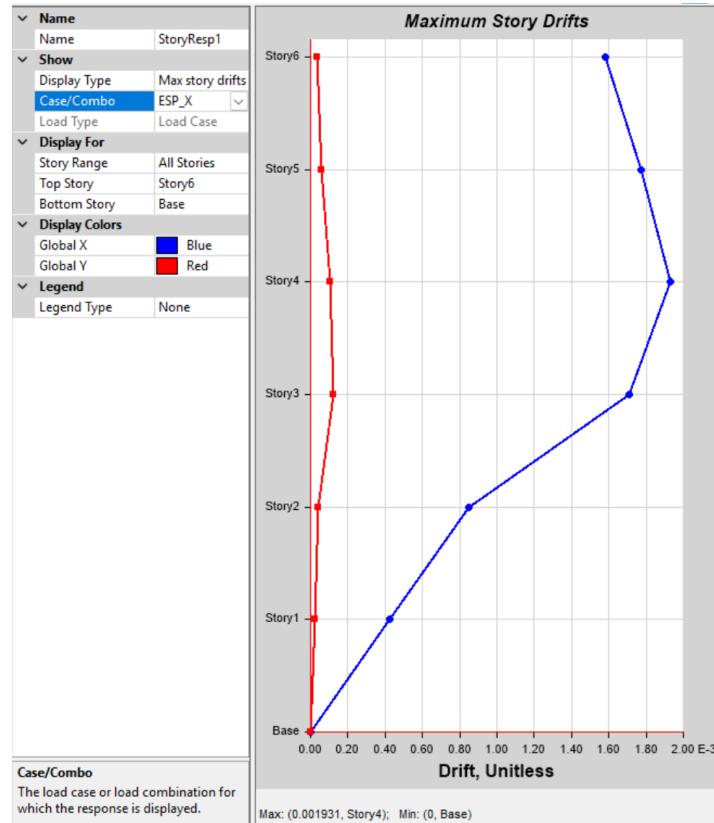 Name
Name StoryResp1
Show
Display Type Max story drifts
Case/Combo ESP_X
Load Type Load Case
Display For
Story Range All Stories
Top Story Story6
Bottom Story Base
Display Colors
Global X Blue
Global Y Red
Legend
Legend Type None
Case/Combo
The load case or load combination for
which the response is displayed.
Maximum Story Drifts
Story6
Story5
Story4
Story3
Story2
Story1
Base
0.00 0.20 0.40 0.60 0.80 1.00 1.20 1.40 1.60 1.80 2.00 E-3
Drift, Unitless
Max: (0.001931, Story4); Min: (0, Base)